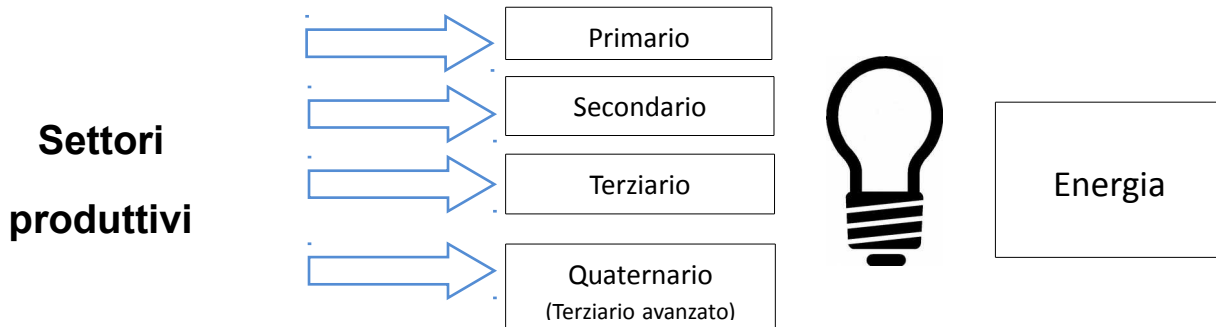 Settori
produttivi
Primario
Secondario
Terziario
Quaternario
(Terziario avanzato)
Energia